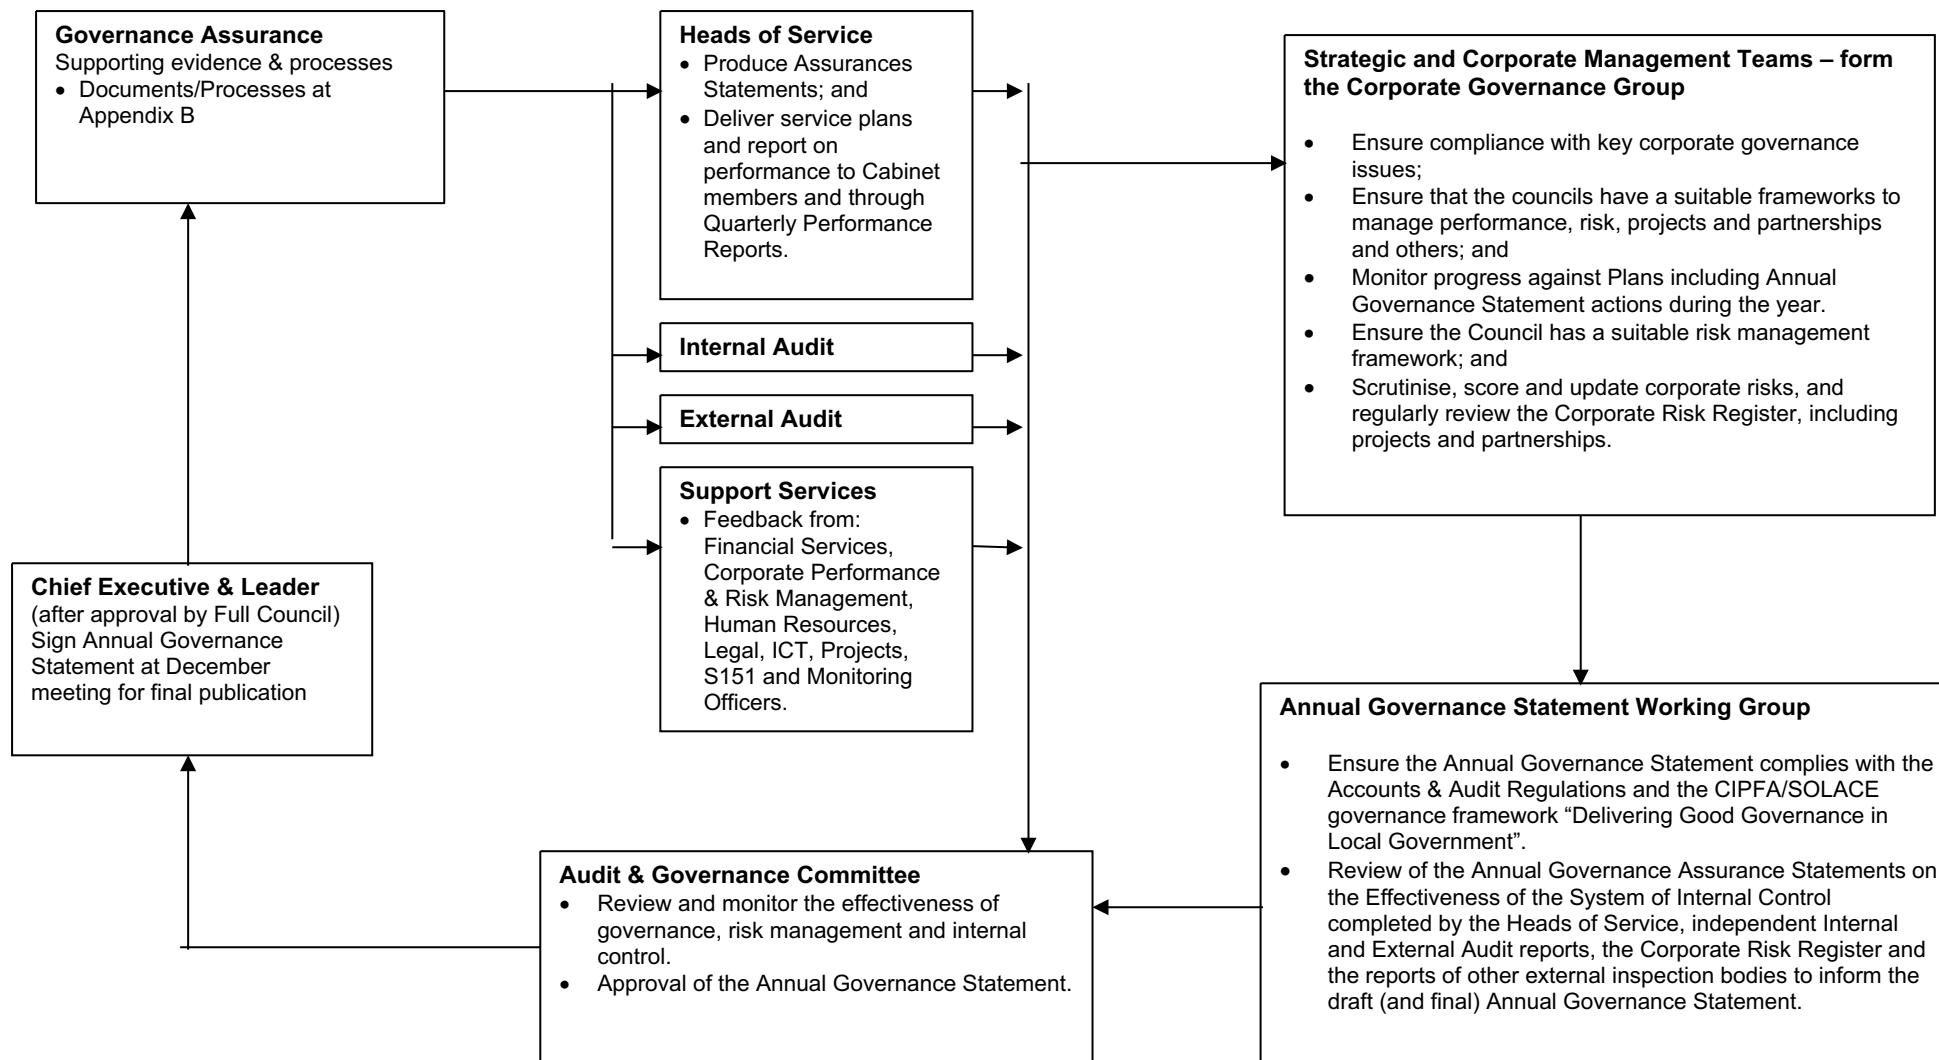 Governance Assurance
Supporting evidence & processes
• Documents/Processes at
Appendix B
Heads of Service
• Produce Assurances
Statements; and
• Deliver service plans
and report on
performance to Cabinet
members and through
Quarterly Performance
Reports.
Internal Audit
External Audit
Support Services
• Feedback from:
Financial Services,
Corporate Performance
& Risk Management,
Human Resources,
Legal, ICT, Projects,
S151 and Monitoring
Officers.
Strategic and Corporate Management Teams – form
the Corporate Governance Group
• Ensure compliance with key corporate governance
issues;
• Ensure that the councils have a suitable frameworks to
manage performance, risk, projects and partnerships
and others; and
• Monitor progress against Plans including Annual
Governance Statement actions during the year.
• Ensure the Council has a suitable risk management
framework; and
• Scrutinise, score and update corporate risks, and
regularly review the Corporate Risk Register, including
projects and partnerships.
Annual Governance Statement Working Group
• Ensure the Annual Governance Statement complies with the
Accounts & Audit Regulations and the CIPFA/SOLACE
governance framework “Delivering Good Governance in
Local Government”.
• Review of the Annual Governance Assurance Statements on
the Effectiveness of the System of Internal Control
completed by the Heads of Service, independent Internal
and External Audit reports, the Corporate Risk Register and
the reports of other external inspection bodies to inform the
draft (and final) Annual Governance Statement.
Audit & Governance Committee
• Review and monitor the effectiveness of
governance, risk management and internal
control.
• Approval of the Annual Governance Statement.
Chief Executive & Leader
(after approval by Full Council)
Sign Annual Governance
Statement at December
meeting for final publication